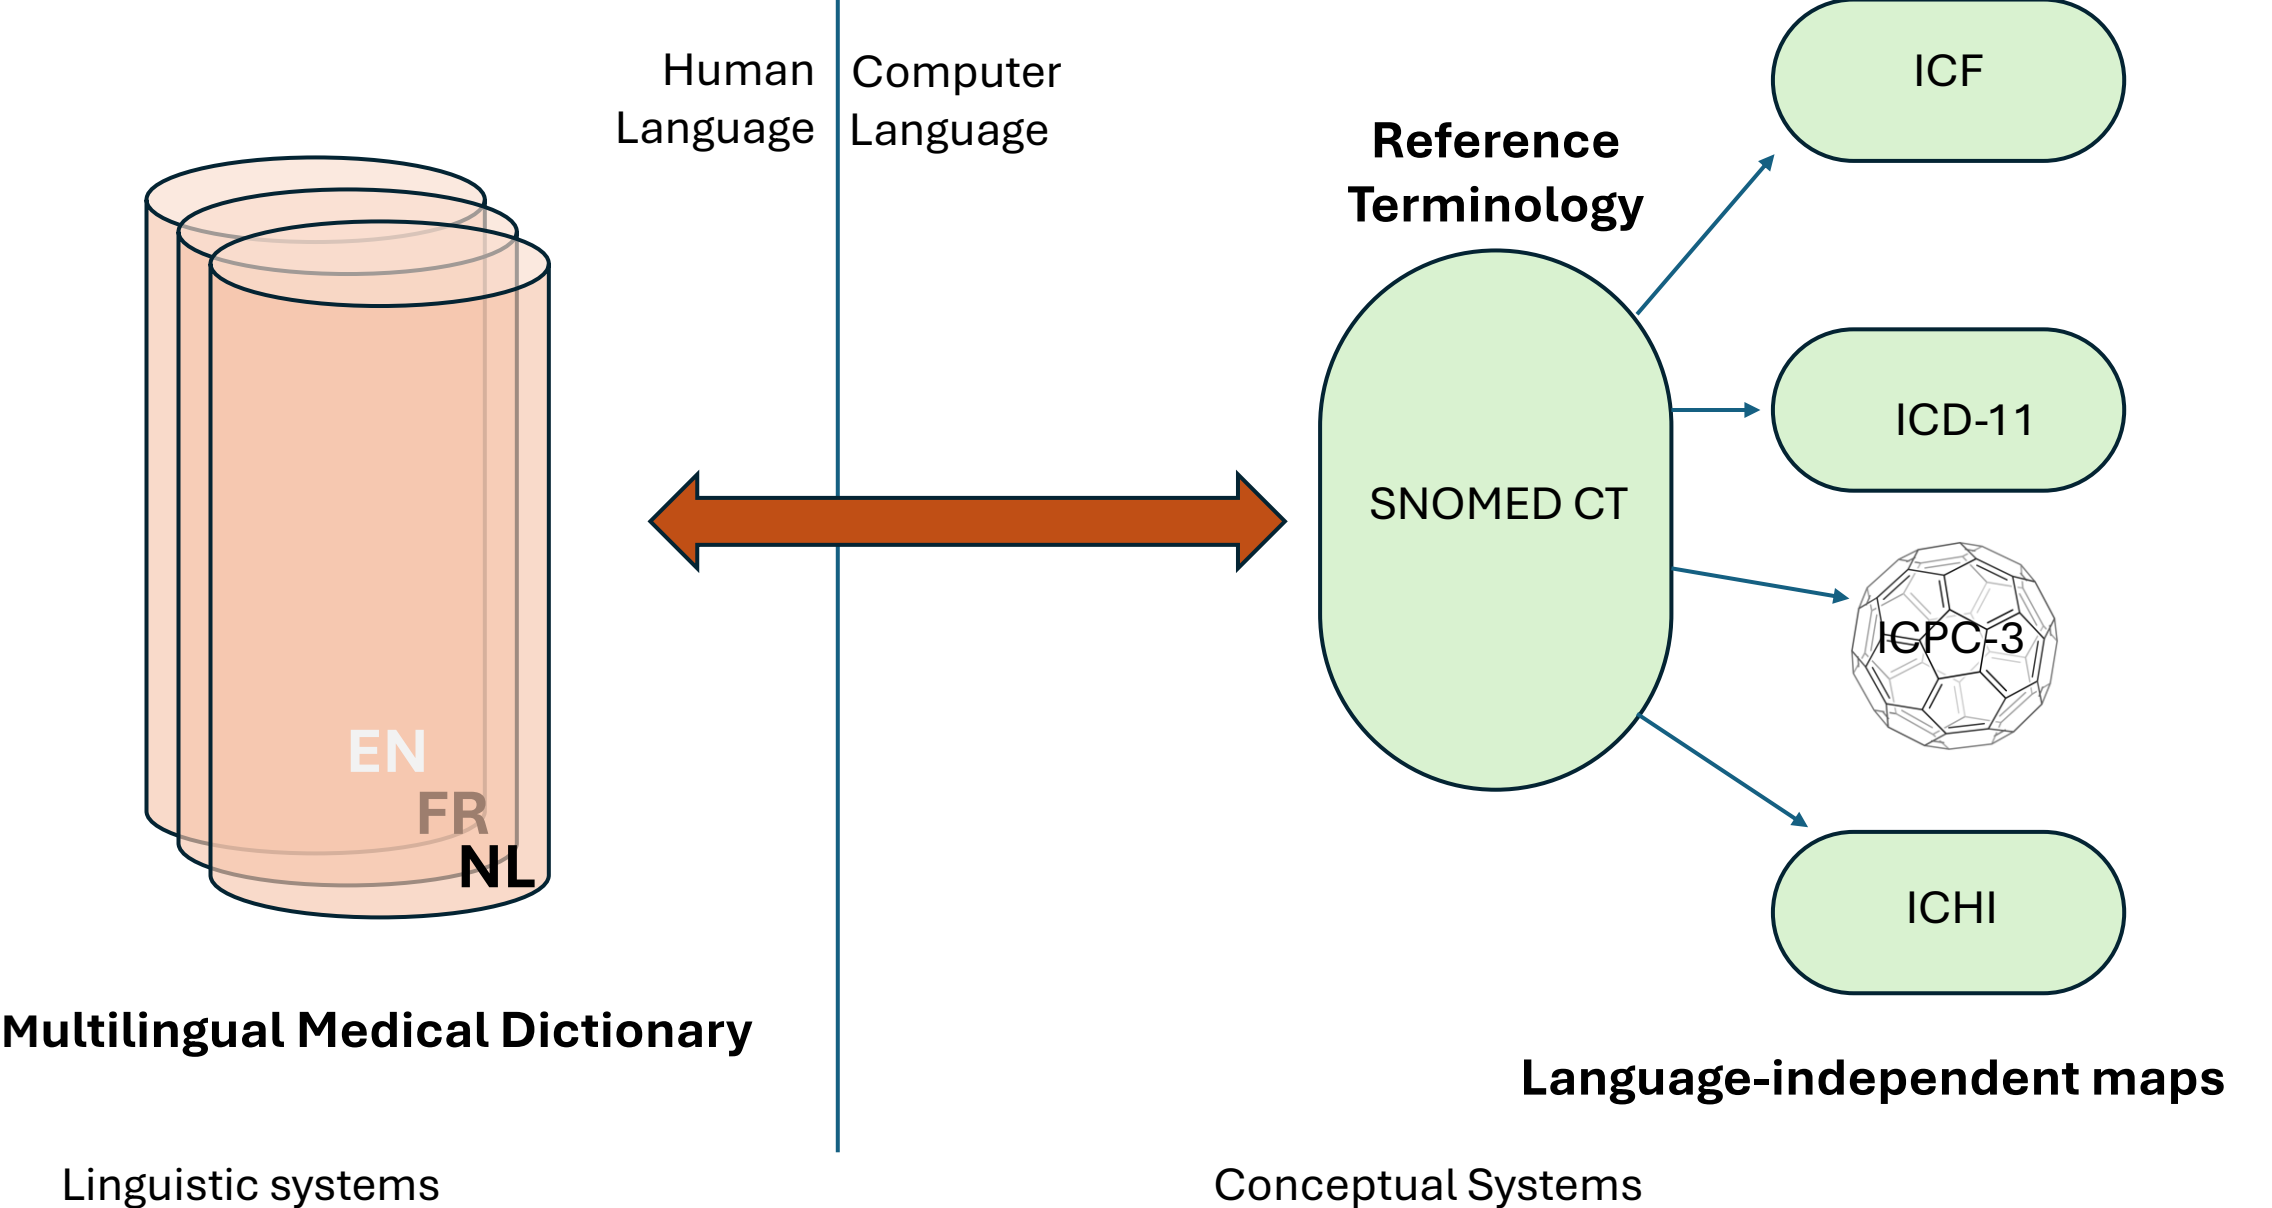 Human
Language
Computer
Language
ICF
Reference
Terminology
ICD-11
SNOMED CT
ICPC-3
EN
FR
NL
ICHI
Multilingual Medical Dictionary
Language-independent maps
Linguistic systems
Conceptual Systems